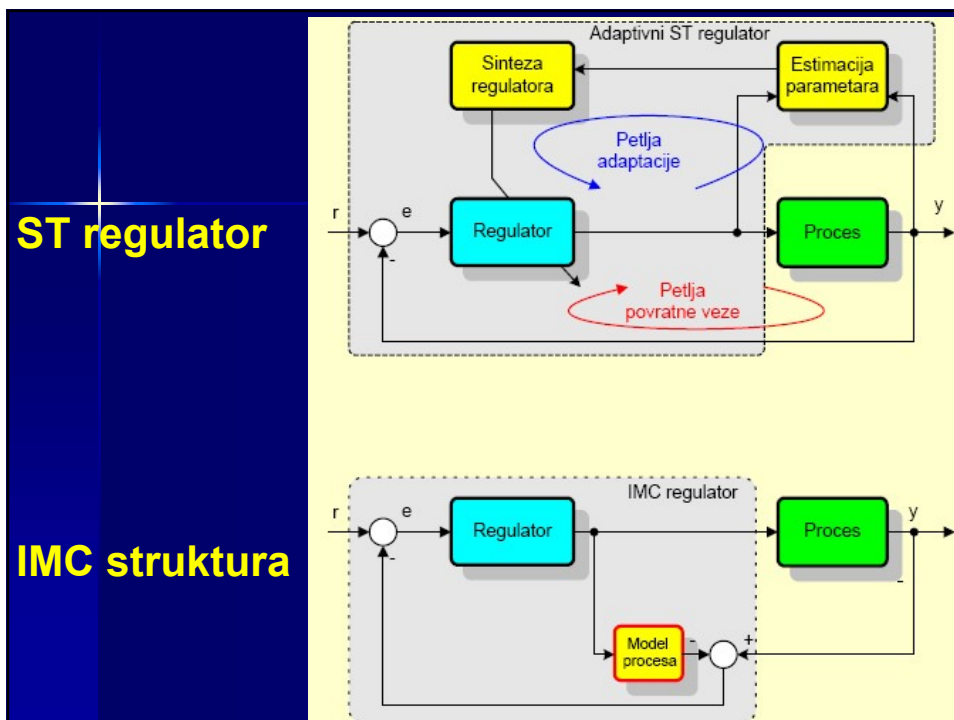 ST regulator
Adaptivni ST regulator
Sinteza
regulatora
Estimacija
parametara
Petlja
adaptacije
r
e
-
Regulator
Proces
y
Petlja
povratne veze
IMC struktura
IMC regulator
r
e
-
Regulator
Proces
y
-
Model
procesa
-
+